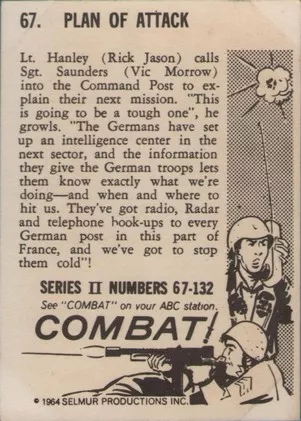 67. PLAN OF ATTACK
Lt. Hanley (Rick Jason) calls
Sgt. Saunders (Vic Morrow)
into the Command Post to ex-
plain their next mission. "This
is going to be a tough one", he
growls. "The Germans have set
up an intelligence center in the
next sector, and the information
they give the German troops lets
them know exactly what we're
doing—and when and where to
hit us. They've got radio, Radar
and telephone hook-ups to every
German post in this part of
France, and we've got to stop
them cold"!
SERIES II NUMBERS 67-132
See "COMBAT" on your ABC station.
COMBAT!
© 1964 SELMUR PRODUCTIONS INC.